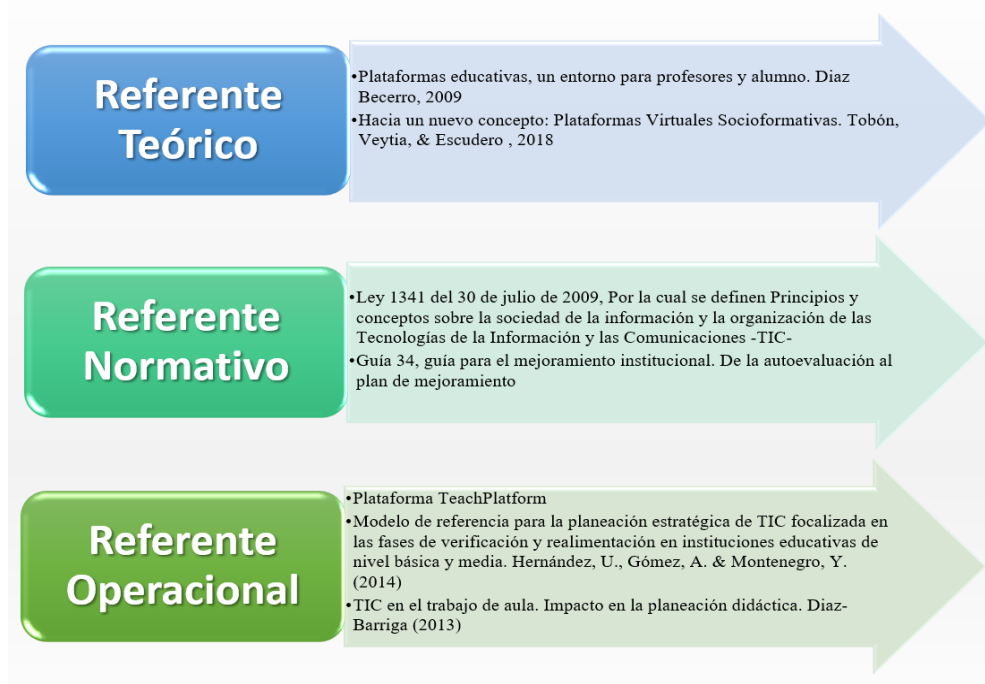 Referente
Teórico
•Plataformas educativas, un entorno para profesores y alumno. Diaz
Becerro, 2009
•Hacia un nuevo concepto: Plataformas Virtuales Socioformativas. Tobón,
Veytia, & Escudero , 2018
Referente
Normativo
•Ley 1341 del 30 de julio de 2009, Por la cual se definen Principios y
conceptos sobre la sociedad de la información y la organización de las
Tecnologías de la Información y las Comunicaciones -TIC-
•Guía 34, guía para el mejoramiento institucional. De la autoevaluación al
plan de mejoramiento
Referente
Operacional
•Plataforma TeachPlatform
•Modelo de referencia para la planeación estratégica de TIC focalizada en
las fases de verificación y realimentación en instituciones educativas de
nivel básica y media. Hernández, U., Gómez, A. & Montenegro, Y.
(2014)
•TIC en el trabajo de aula. Impacto en la planeación didáctica. Diaz-
Barriga (2013)